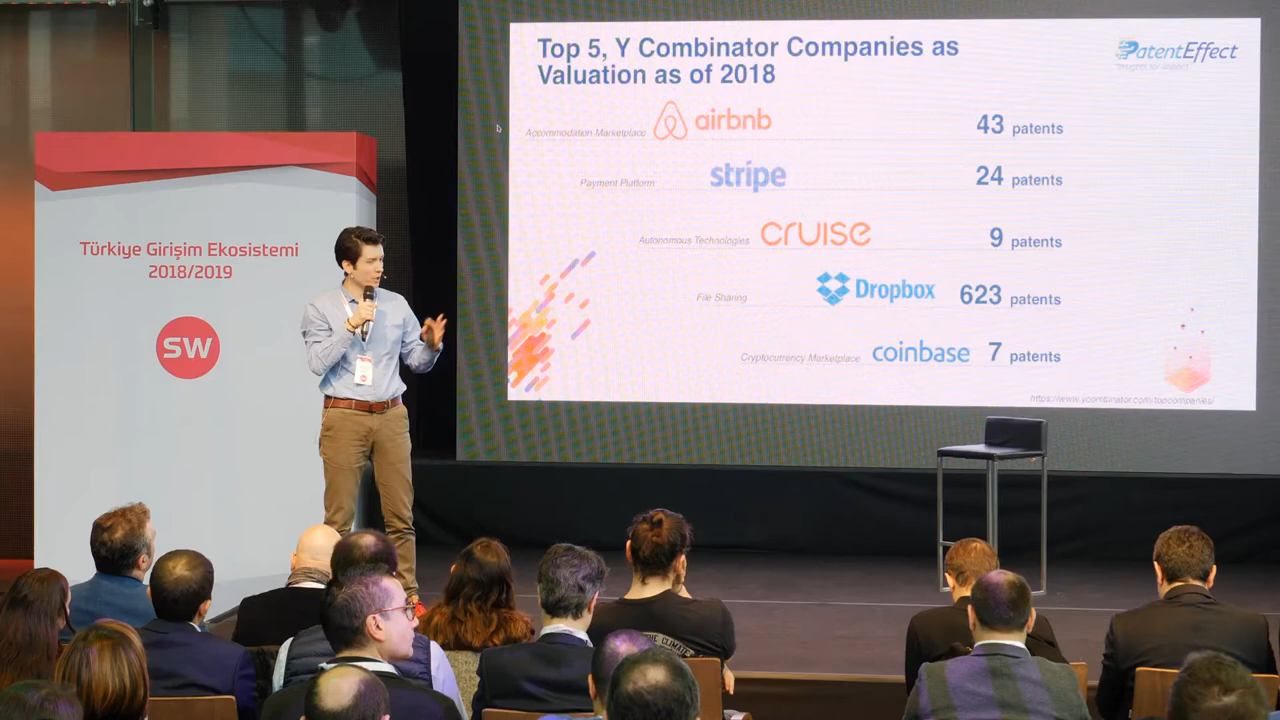 Top 5, Y Combinator Companies as
Valuation as of 2018
PatentEffect
Accommodation Marketplace airbnb 43 patents
Payment Platform stripe 24 patents
Autonomous Technologies cruise 9 patents
File Sharing Dropbox 623 patents
Cryptocurrency Marketplace coinbase 7 patents
https://www.ycombinator.com/topcompanies/
Türkiye Girişim Ekosistemi
2018/2019
SW
CLIMATE